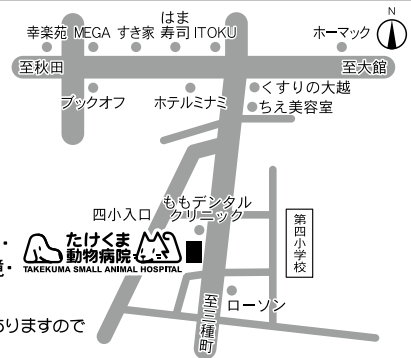 N
はま
幸楽苑 MEGA すき家 寿司 ITOKU ホーマック
至秋田 至大館
ブックオフ ホテルミナミ くすりの大越
ちえ美容室
ももデンタル
四小入口 クリニック
第四小学校
たけくま
動物病院
TAKEKUMA SMALL ANIMAL HOSPITAL
ローソン
至三種町
ありますので